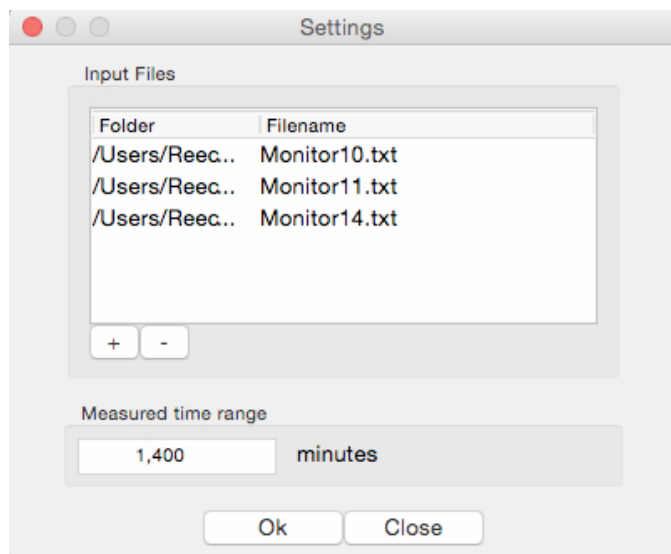 Settings
Input Files
Folder Filename
/Users/Reec... Monitor10.txt
/Users/Reec... Monitor11.txt
/Users/Reec... Monitor14.txt
+ -
Measured time range
1,400 minutes
Ok Close